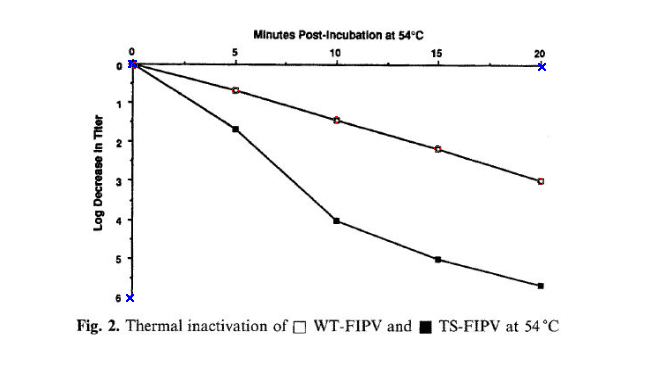 Minutes Post-Incubation at 54°C
0 5 10 15 20
0
1
2
3
4
5
6
Log Decrease in Titer
Fig. 2. Thermal inactivation of □ WT-FIPV and ■ TS-FIPV at 54°C